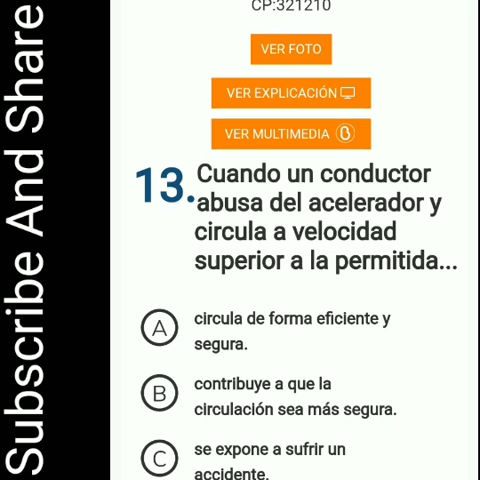 Subscribe And Share
CP:321210
VER FOTO
VER EXPLICACIÓN
VER MULTIMEDIA
13. Cuando un conductor
abusa del acelerador y
circula a velocidad
superior a la permitida...
A circula de forma eficiente y
segura.
B contribuye a que la
circulación sea más segura.
C se expone a sufrir un
accidente.